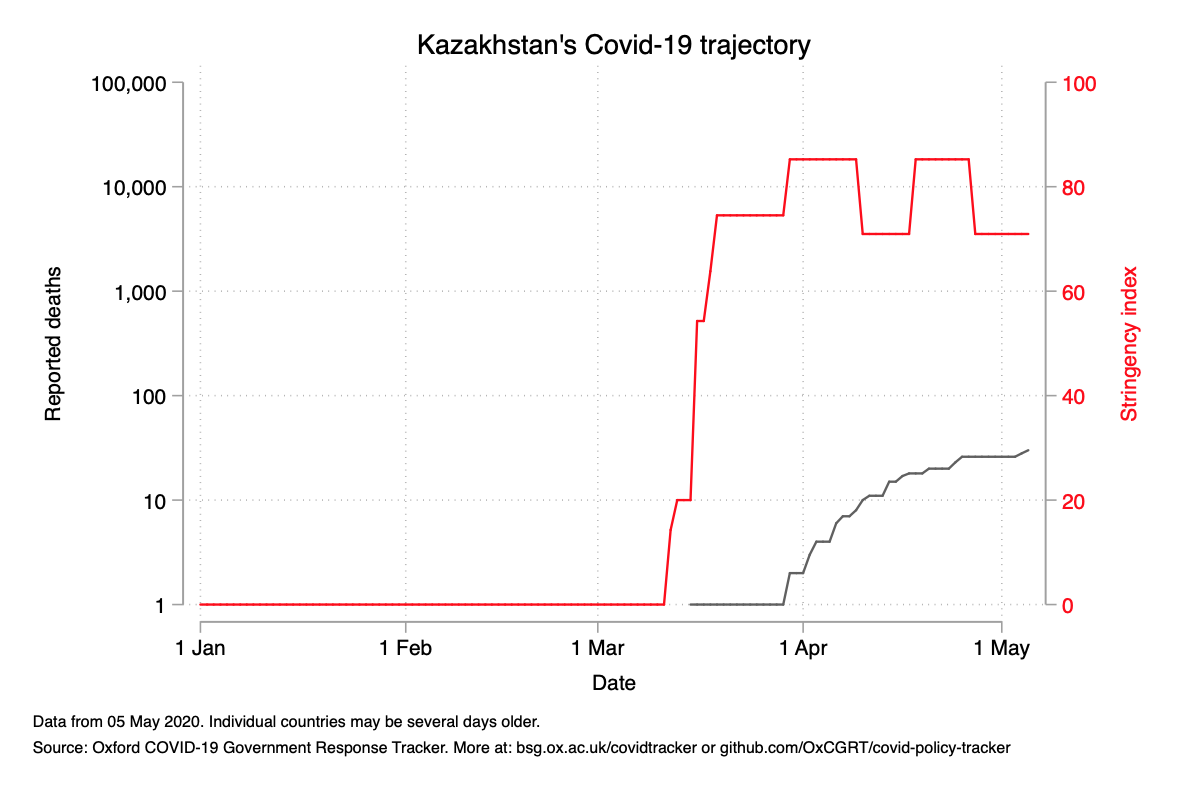 Kazakhstan's Covid-19 trajectory
100,000
10,000
1,000
100
10
1
Reported deaths
100
80
60
40
20
0
Stringency index
1 Jan
1 Feb
1 Mar
1 Apr
1 May
Date
Data from 05 May 2020. Individual countries may be several days older.
Source: Oxford COVID-19 Government Response Tracker. More at: bsg.ox.ac.uk/covidtracker or github.com/OxCGRT/covid-policy-tracker